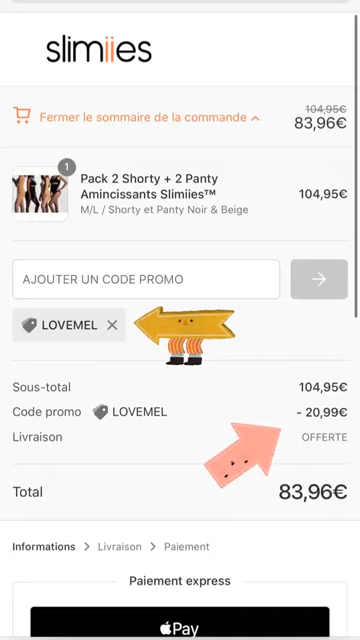 slimiies
104,95€
Fermer le sommaire de la commande
83,96€
1
Pack 2 Shorty + 2 Panty
Amincissants Slimiies™
104,95€
M/L / Shorty et Panty Noir & Beige
AJOUTER UN CODE PROMO
LOVEMEL
Sous-total 104,95€
Code promo LOVEMEL - 20,99€
Livraison OFFERTE
Total 83,96€
Informations > Livraison > Paiement
Paiement express
Pay